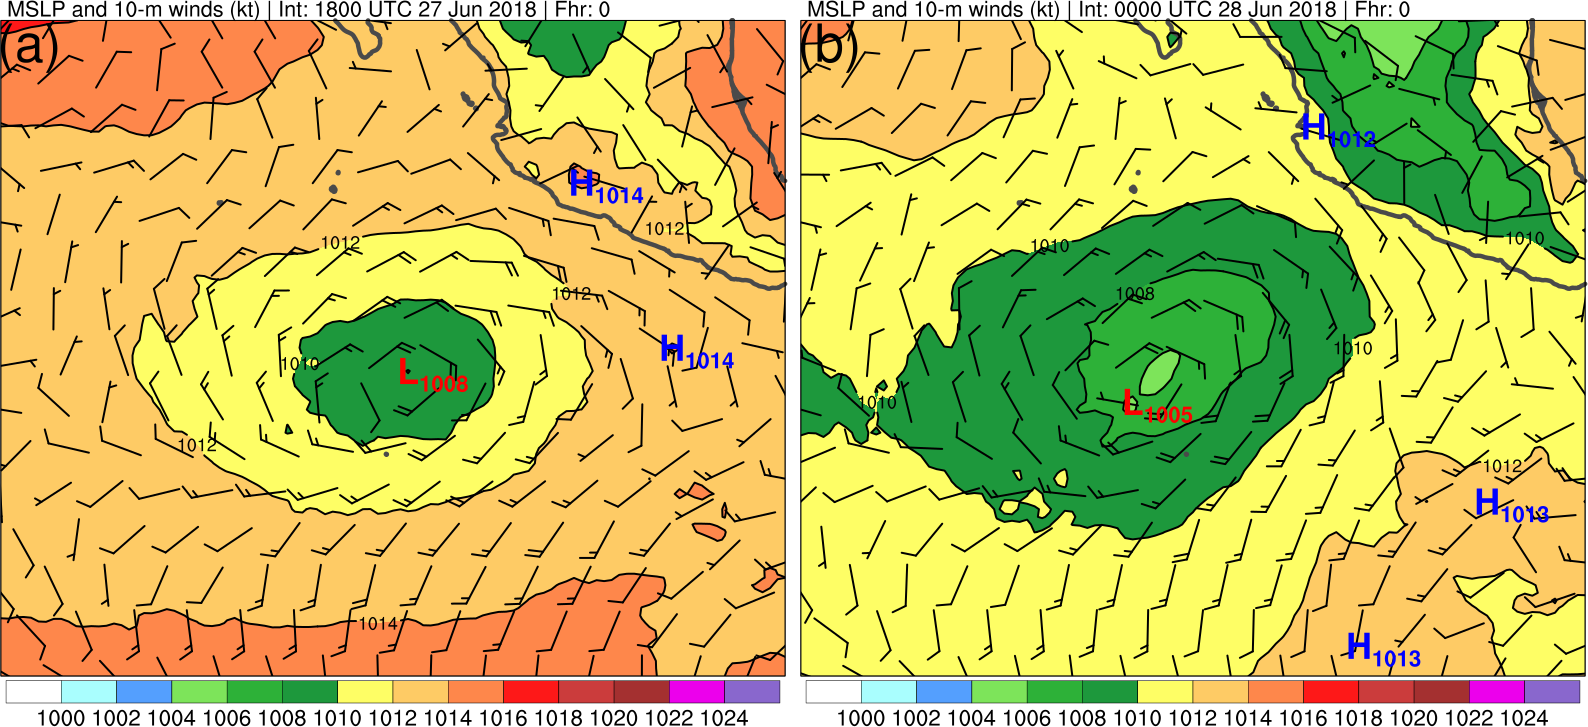 MSLP and 10-m winds (kt) | Int: 1800 UTC 27 Jun 2018 | Fhr: 0
(a)
1012
H1014
1012
1012
H1014
1010
L1008
1012
1014
1000 1002 1004 1006 1008 1010 1012 1014 1016 1018 1020 1022 1024
MSLP and 10-m winds (kt) | Int: 0000 UTC 28 Jun 2018 | Fhr: 0
(b)
H1012
1010
1010
1008
1010
1010
L1005
1012
H1013
H1013
1000 1002 1004 1006 1008 1010 1012 1014 1016 1018 1020 1022 1024